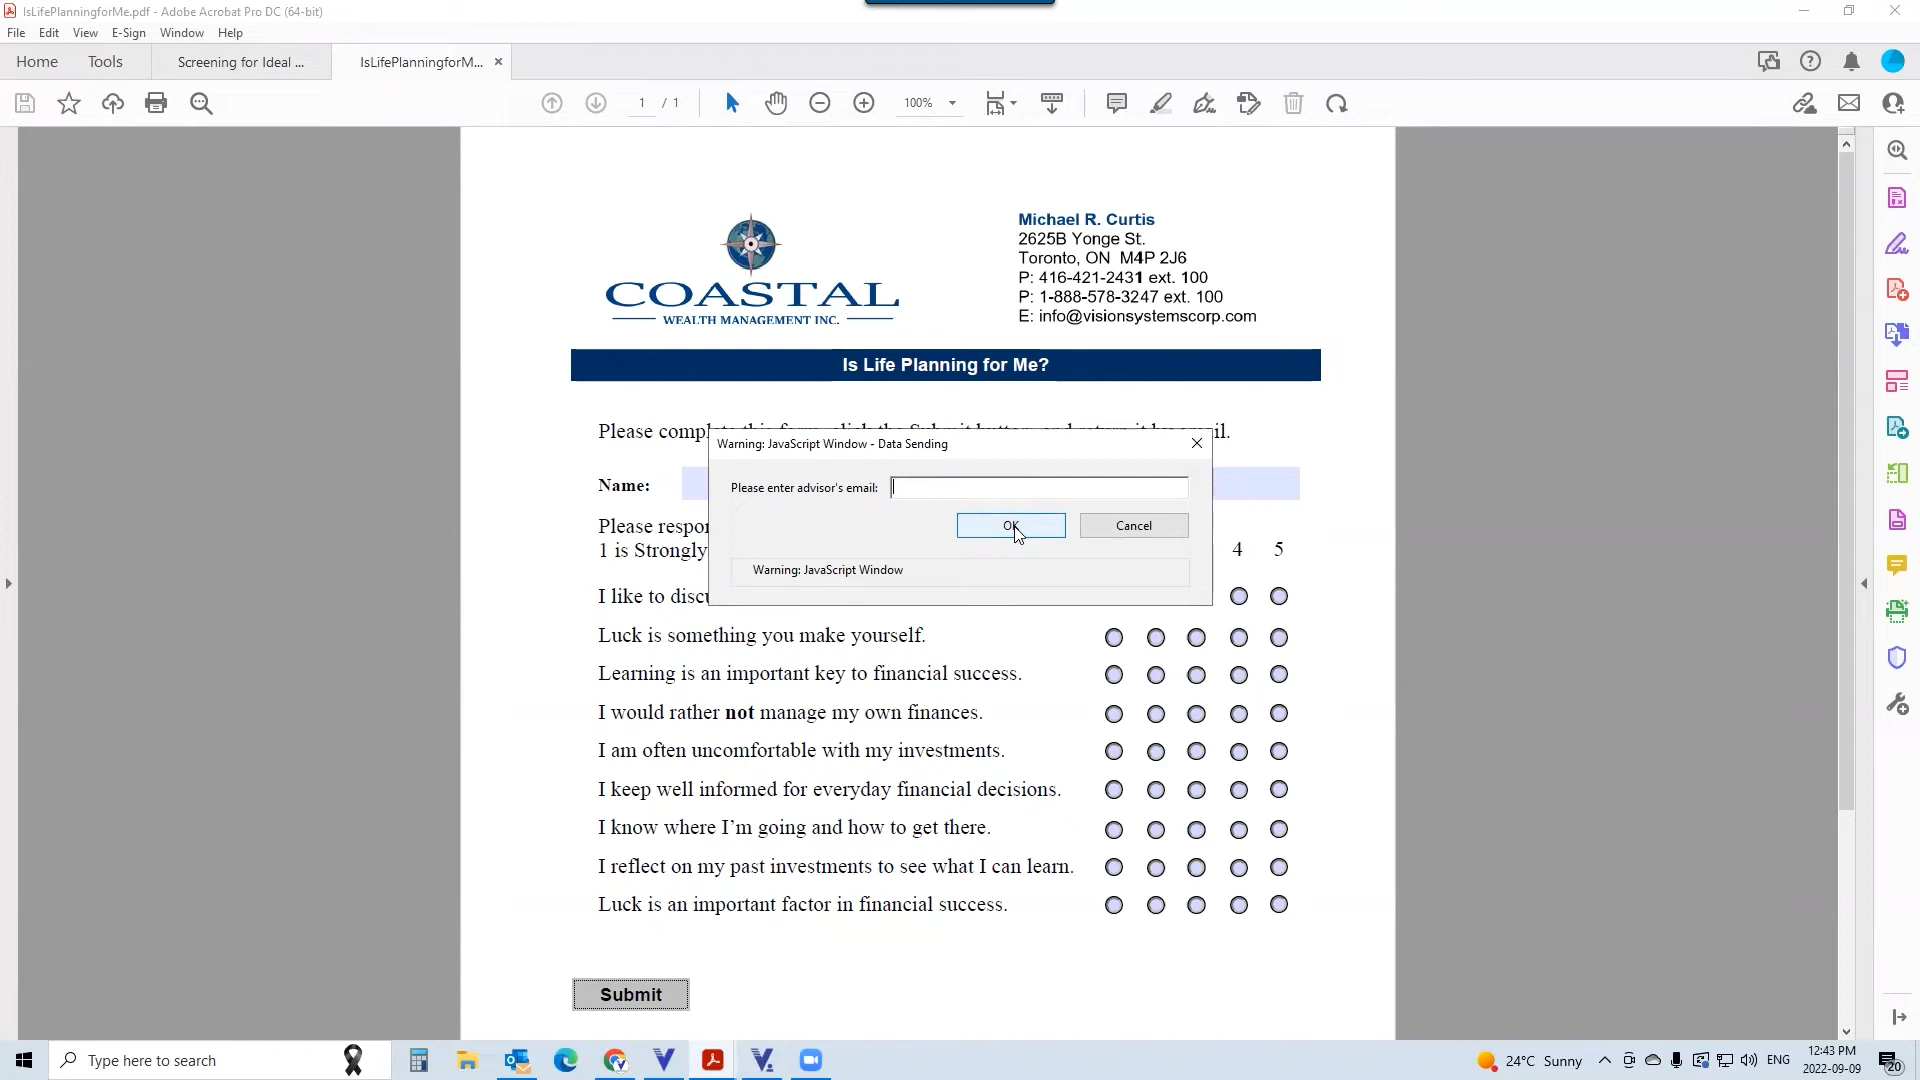 IsLifePlanningforMe.pdf - Adobe Acrobat Pro DC (64-bit)
File Edit View E-Sign Window Help
Home Tools Screening for Ideal ... IsLifePlanningforM... ×
1 / 1 100%
COASTAL
WEALTH MANAGEMENT INC.
Michael R. Curtis
2625B Yonge St.
Toronto, ON M4P 2J6
P: 416-421-2431 ext. 100
P: 1-888-578-3247 ext. 100
E: info@visionsystemscorp.com
Is Life Planning for Me?
Warning: JavaScript Window - Data Sending
Please enter advisor's email:
OK Cancel
Warning: JavaScript Window
Name:
1 is Strongly
4 5
I like to
Luck is something you make yourself.
Learning is an important key to financial success.
I would rather not manage my own finances.
I am often uncomfortable with my investments.
I keep well informed for everyday financial decisions.
I know where I'm going and how to get there.
I reflect on my past investments to see what I can learn.
Luck is an important factor in financial success.
Submit
Type here to search
24°C Sunny
ENG
12:43 PM
2022-09-09
20